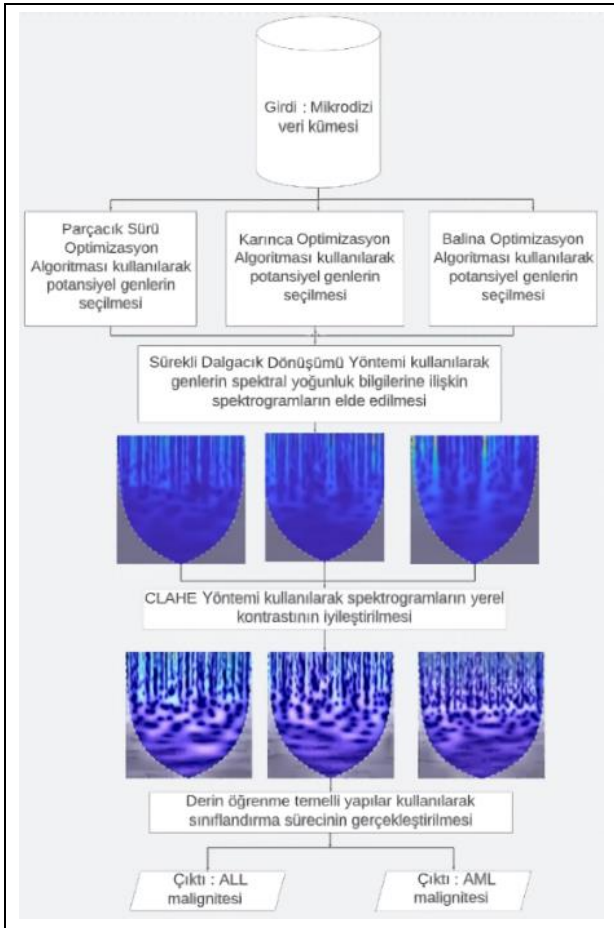 Girdi : Mikrodizi
veri kümesi
Parçacık Sürü
Optimizasyon
Algoritması kullanılarak
potansiyel genlerin
seçilmesi
Karınca Optimizasyon
Algoritması kullanılarak
potansiyel genlerin
seçilmesi
Balina Optimizasyon
Algoritması kullanılarak
potansiyel genlerin
seçilmesi
Sürekli Dalgacık Dönüşümü Yöntemi kullanılarak
genlerin spektral yoğunluk bilgilerine ilişkin
spektrogramların elde edilmesi
CLAHE Yöntemi kullanılarak spektrogramların yerel
kontrastının iyileştirilmesi
Derin öğrenme temelli yapılar kullanılarak
sınıflandırma sürecinin gerçekleştirilmesi
Çıktı : ALL
malignitesi
Çıktı : AML
malignitesi